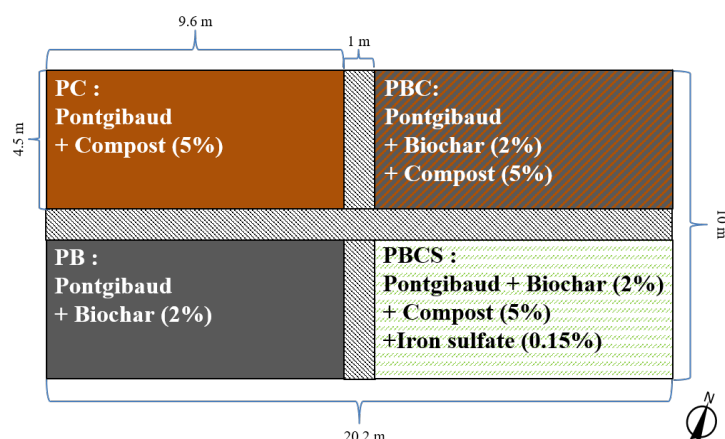 9.6 m
1 m
4.5 m
PC :
Pontgibaud
+ Compost (5%)
PBC:
Pontgibaud
+ Biochar (2%)
+ Compost (5%)
10 m
PB :
Pontgibaud
+ Biochar (2%)
PBCS :
Pontgibaud + Biochar (2%)
+ Compost (5%)
+Iron sulfate (0.15%)
20.2 m
N